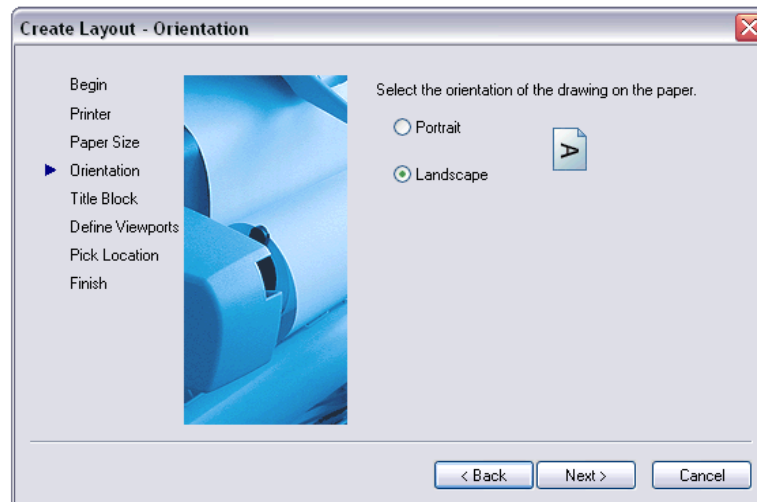 Create Layout - Orientation
Begin
Printer
Paper Size
Orientation
Title Block
Define Viewports
Pick Location
Finish
Select the orientation of the drawing on the paper.
Portrait
A
Landscape
< Back
Next >
Cancel